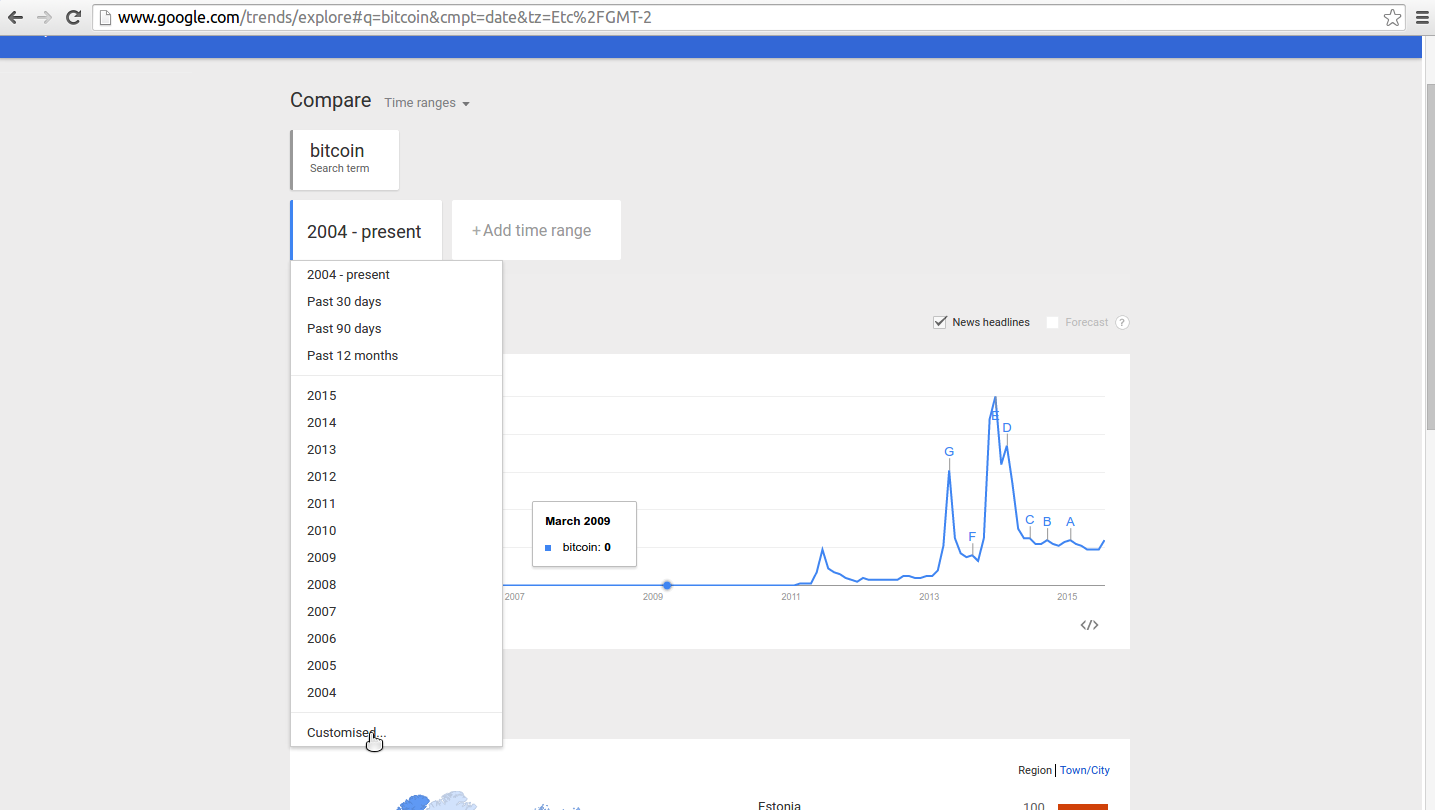 www.google.com/trends/explore#q=bitcoin&cmpt=date&tz=Etc%2FGMT-2
Compare Time ranges
bitcoin
Search term
2004 - present
+Add time range
2004 - present
Past 30 days
Past 90 days
Past 12 months
2015
2014
2013
2012
2011
2010
2009
2008
2007
2006
2005
2004
Customised...
News headlines
Forecast ?
E
D
G
F
C
B
A
March 2009
bitcoin: 0
2007 2009 2011 2013 2015
</>
Region | Town/City
Estonia 100